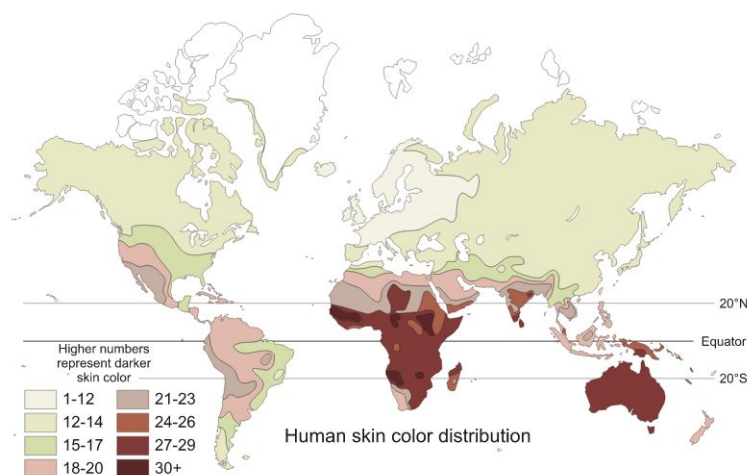 20°N
Equator
20°S
Higher numbers
represent darker
skin color
1-12
12-14
15-17
18-20
21-23
24-26
27-29
30+
Human skin color distribution